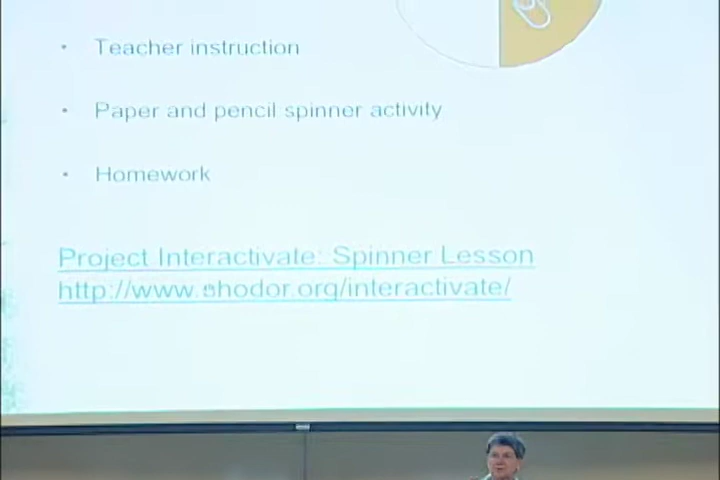 • Teacher instruction
• Paper and pencil spinner activity
• Homework
Project Interactivate: Spinner Lesson
http://www.shodor.org/interactivate/